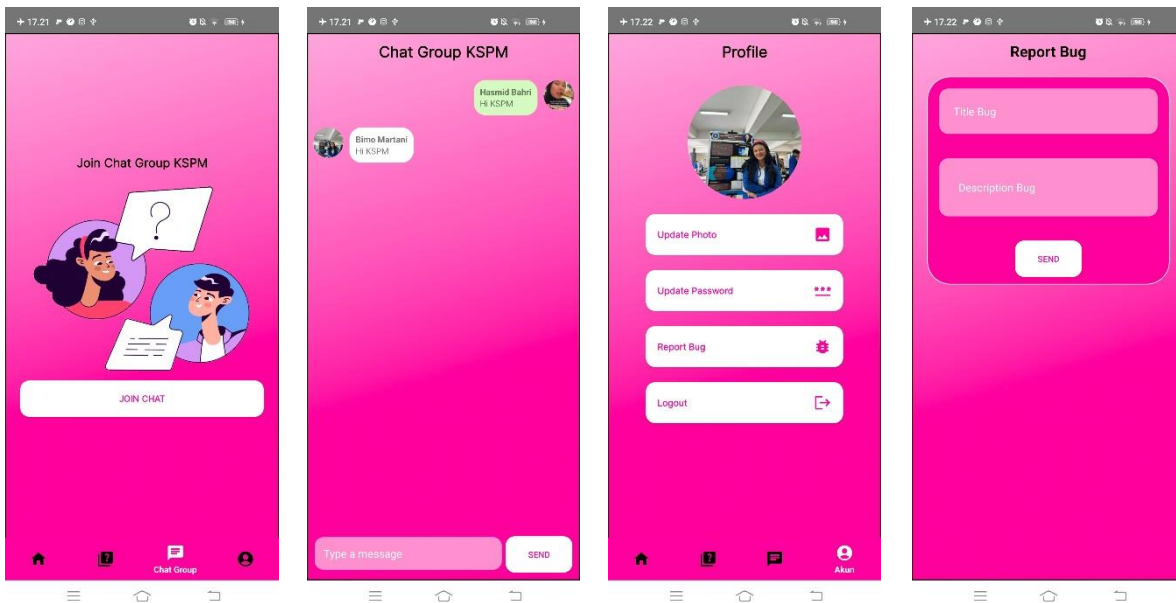 17.21
Join Chat Group KSPM
?
JOIN CHAT
?
Chat Group
17.21
Chat Group KSPM
Hasmid Bahri
Hi KSPM
Bimo Martani
Hi KSPM
Type a message
SEND
17.22
Profile
Update Photo
Update Password
Report Bug
Logout
?
Akun
17.22
Report Bug
Title Bug
Description Bug
SEND